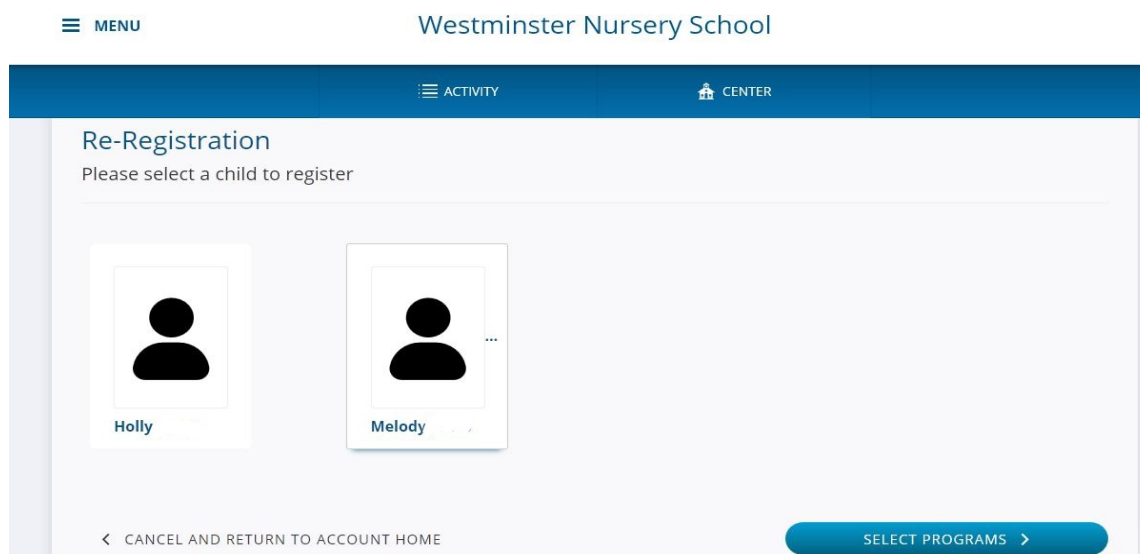 MENU
Westminster Nursery School
ACTIVITY
CENTER
Re-Registration
Please select a child to register
...
Holly
Melody
CANCEL AND RETURN TO ACCOUNT HOME
SELECT PROGRAMS